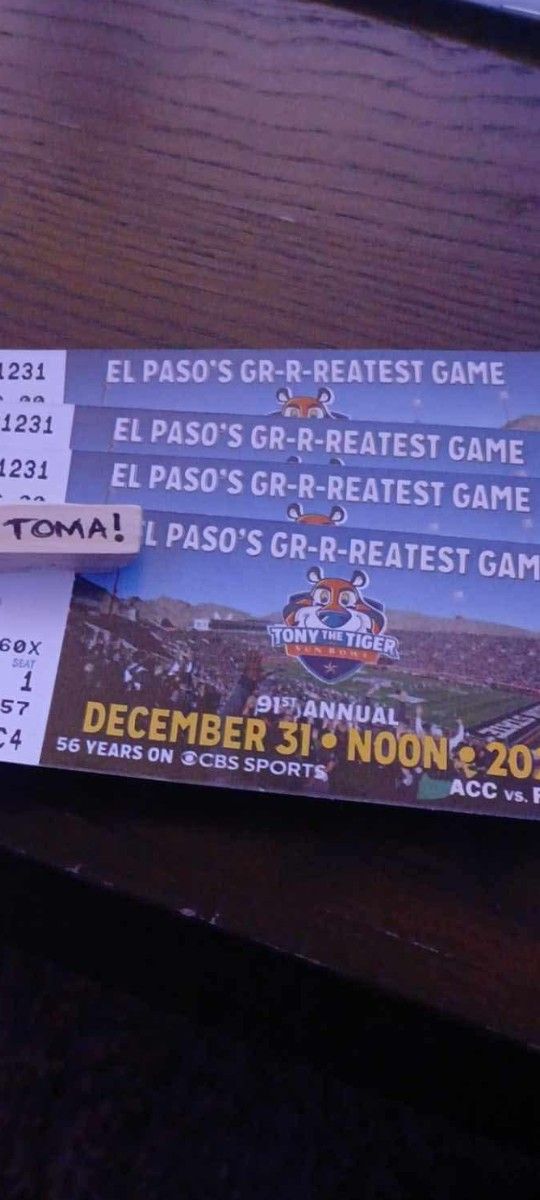 1231
EL PASO'S GR-R-REATEST GAME
1231
EL PASO'S GR-R-REATEST GAME
1231
EL PASO'S GR-R-REATEST GAME
TOMA!
EL PASO'S GR-R-REATEST GAM
TONY THE TIGER
SUN BOWL
60X
SEAT
1
57
C4
91ST ANNUAL
DECEMBER 31 • NOON • 20
56 YEARS ON CBS SPORTS
ACC vs.